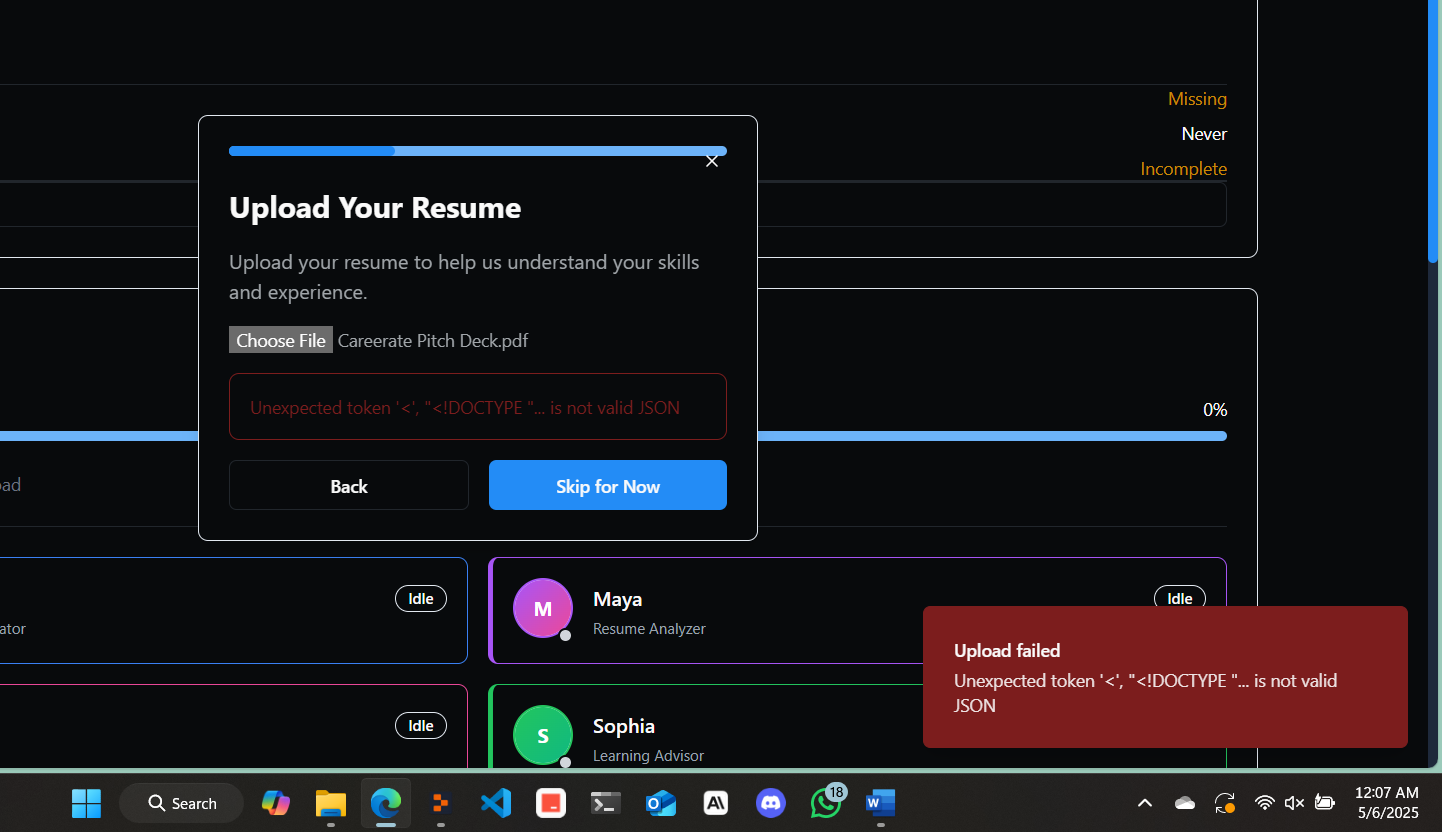 Missing
Never
Incomplete
Upload Your Resume
Upload your resume to help us understand your skills
and experience.
Choose File Careerate Pitch Deck.pdf
Unexpected token '<', "<!DOCTYPE "... is not valid JSON
0%
Back
Skip for Now
oad
Idle
ator
M
Maya
Resume Analyzer
Idle
Idle
S
Sophia
Learning Advisor
Upload failed
Unexpected token '<', "<!DOCTYPE "... is not valid
JSON
Search
18
12:07 AM
5/6/2025